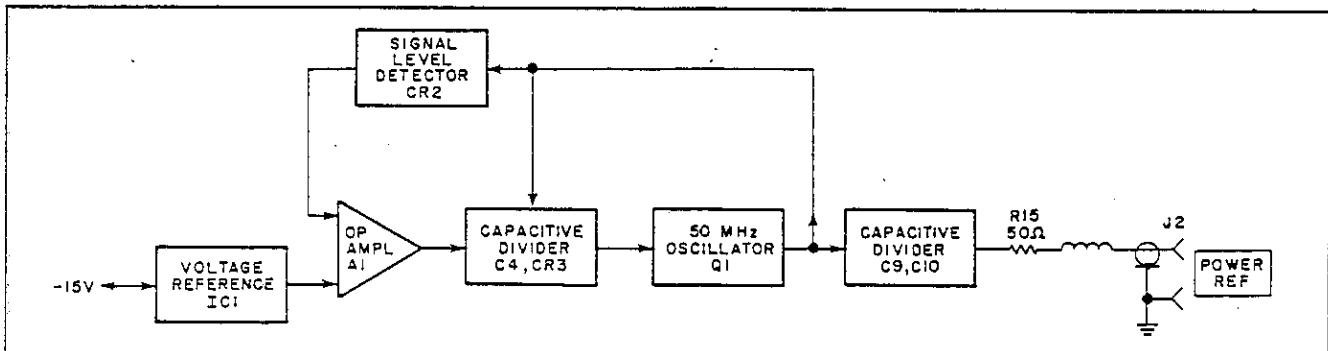 SIGNAL
LEVEL
DETECTOR
CR2
OP
AMPL
A1
CAPACITIVE
DIVIDER
C4,CR3
50 MHz
OSCILLATOR
Q1
CAPACITIVE
DIVIDER
C9,C10
R15
50Ω
J2
POWER
REF
-15V
VOLTAGE
REFERENCE
IC1